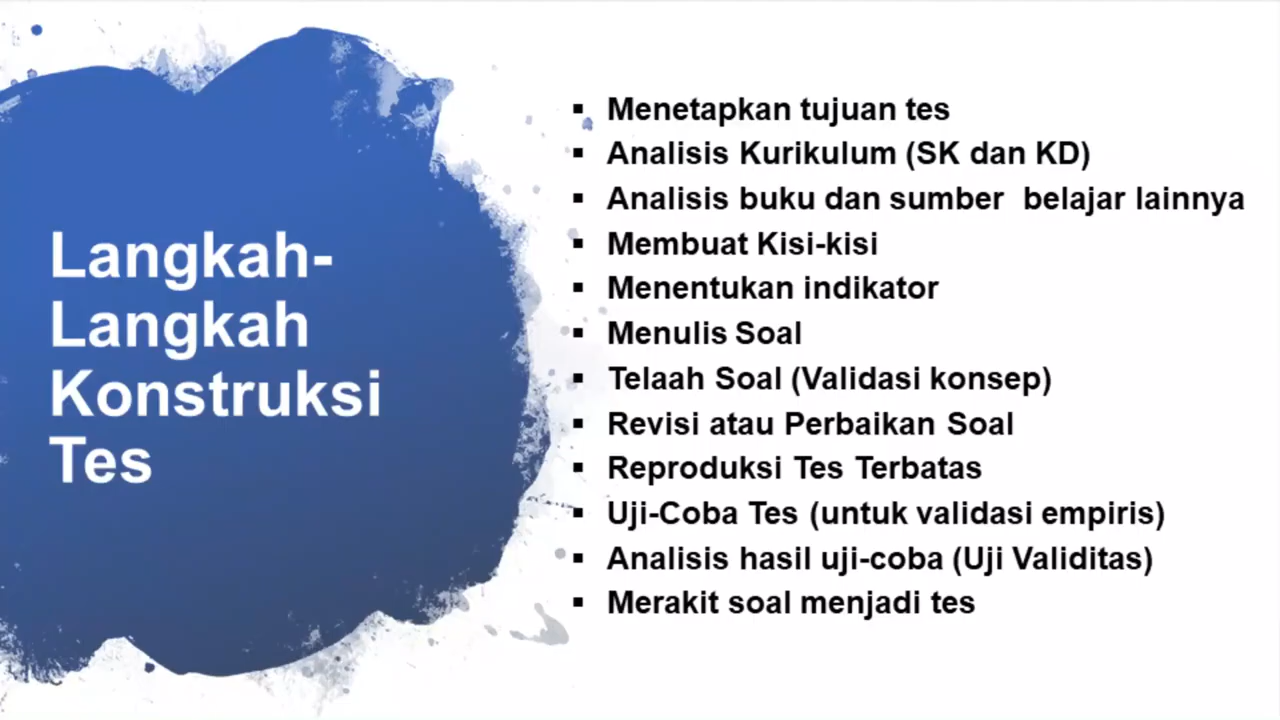 Langkah-
Langkah
Konstruksi
Tes
▪ Menetapkan tujuan tes
▪ Analisis Kurikulum (SK dan KD)
▪ Analisis buku dan sumber belajar lainnya
▪ Membuat Kisi-kisi
▪ Menentukan indikator
▪ Menulis Soal
▪ Telaah Soal (Validasi konsep)
▪ Revisi atau Perbaikan Soal
▪ Reproduksi Tes Terbatas
▪ Uji-Coba Tes (untuk validasi empiris)
▪ Analisis hasil uji-coba (Uji Validitas)
▪ Merakit soal menjadi tes